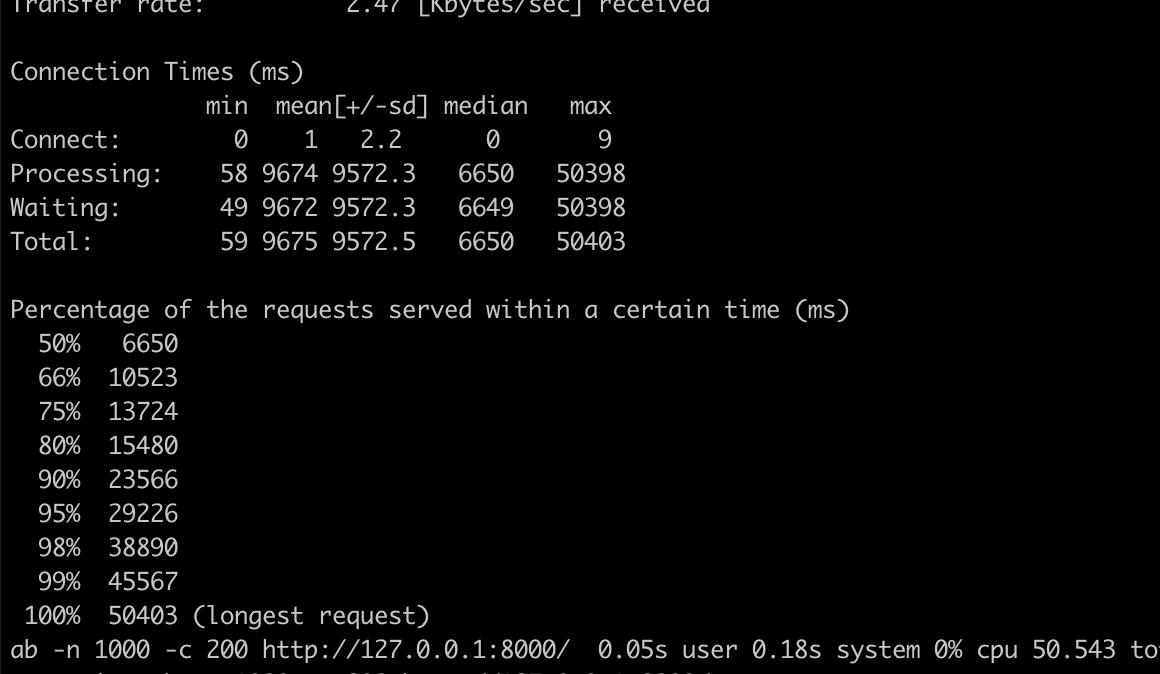 Transfer rate:          2.47 [Kbytes/sec] received
Connection Times (ms)
              min  mean[+/-sd] median   max
Connect:        0    1   2.2      0       9
Processing:    58 9674 9572.3   6650   50398
Waiting:       49 9672 9572.3   6649   50398
Total:         59 9675 9572.5   6650   50403
Percentage of the requests served within a certain time (ms)
  50%   6650
  66%  10523
  75%  13724
  80%  15480
  90%  23566
  95%  29226
  98%  38890
  99%  45567
 100%  50403 (longest request)
ab -n 1000 -c 200 http://127.0.0.1:8000/  0.05s user 0.18s system 0% cpu 50.543